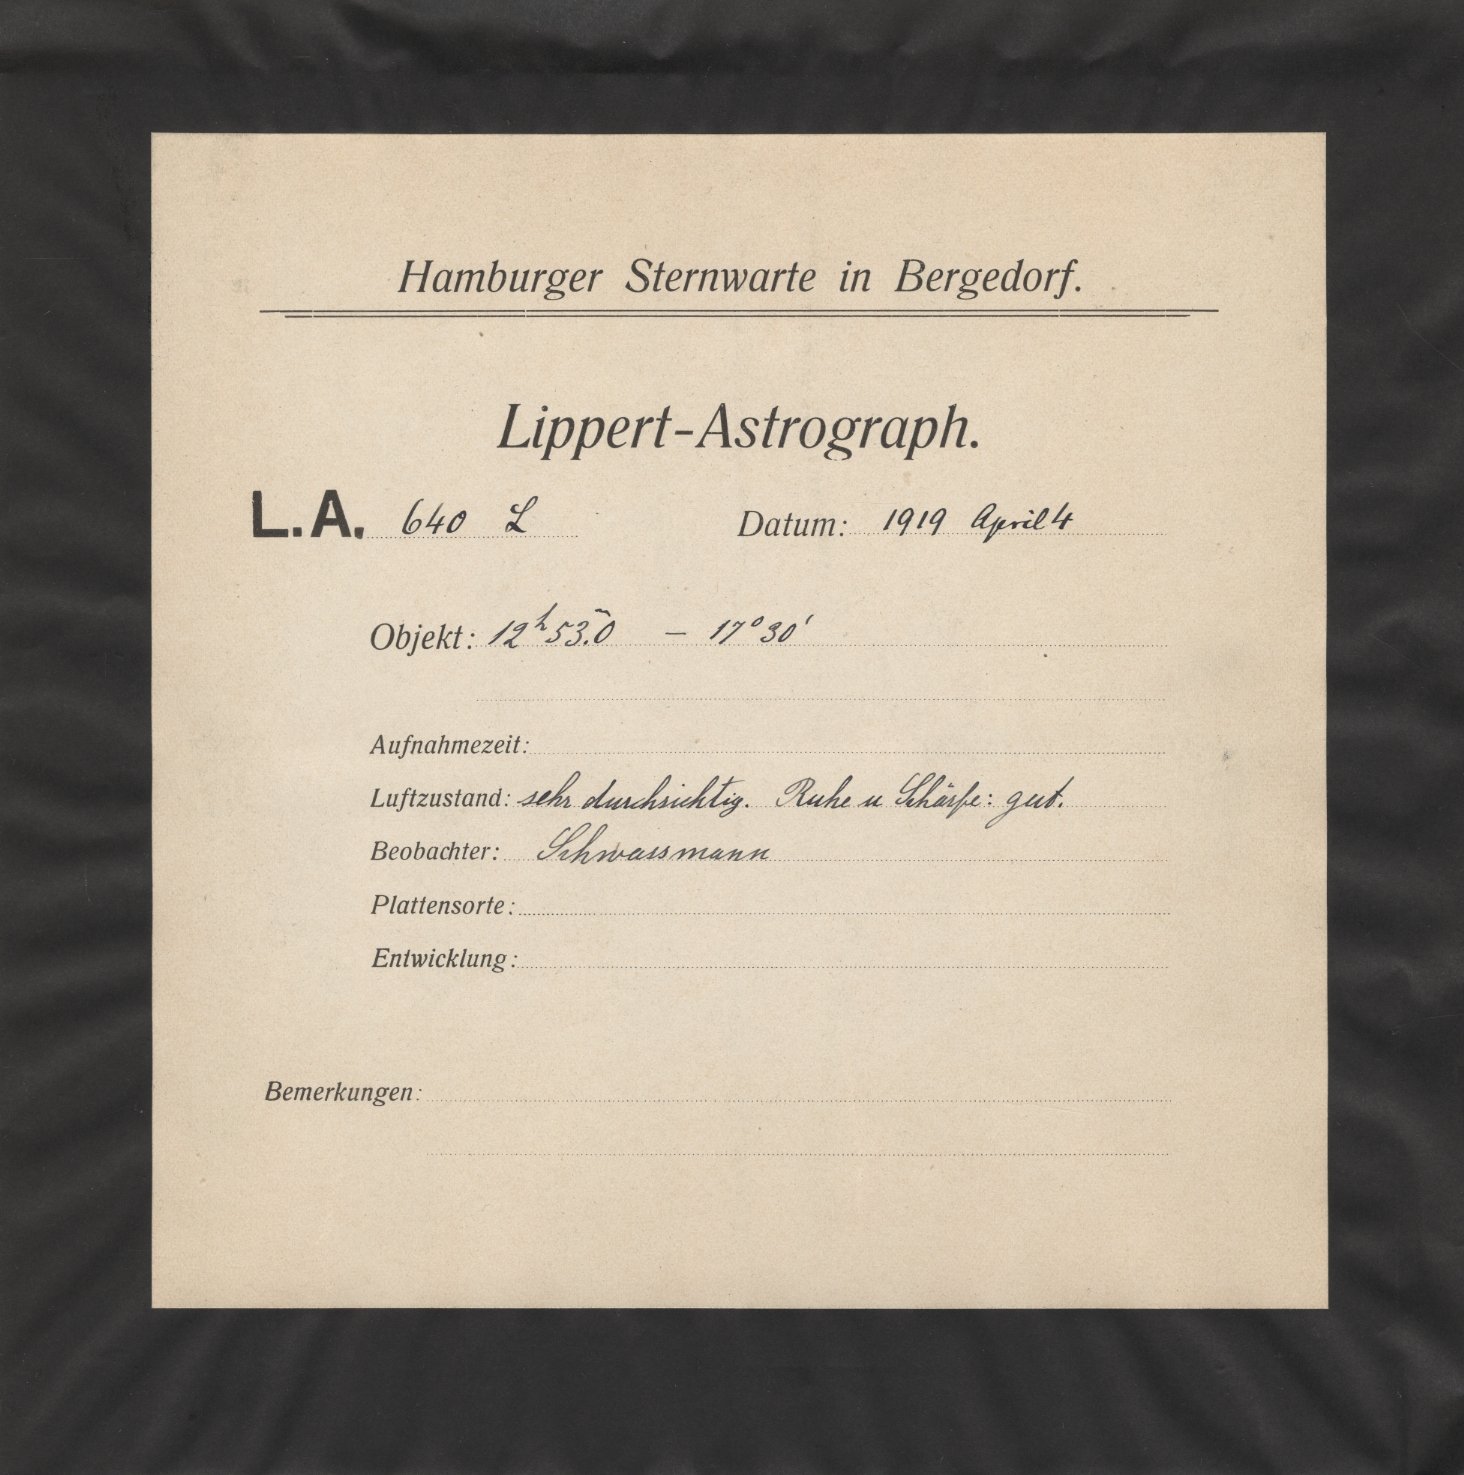 Hamburger Sternwarte in Bergedorf.
Lippert-Astrograph.
L.A. 640 L Datum: 1919 April 4
Objekt: 12ʰ 53.ᵐ0 – 17° 30'
Aufnahmezeit:
Luftzustand: sehr durchsichtig. Ruhe u Schärfe: gut.
Beobachter: Schwassmann
Plattensorte:
Entwicklung:
Bemerkungen: